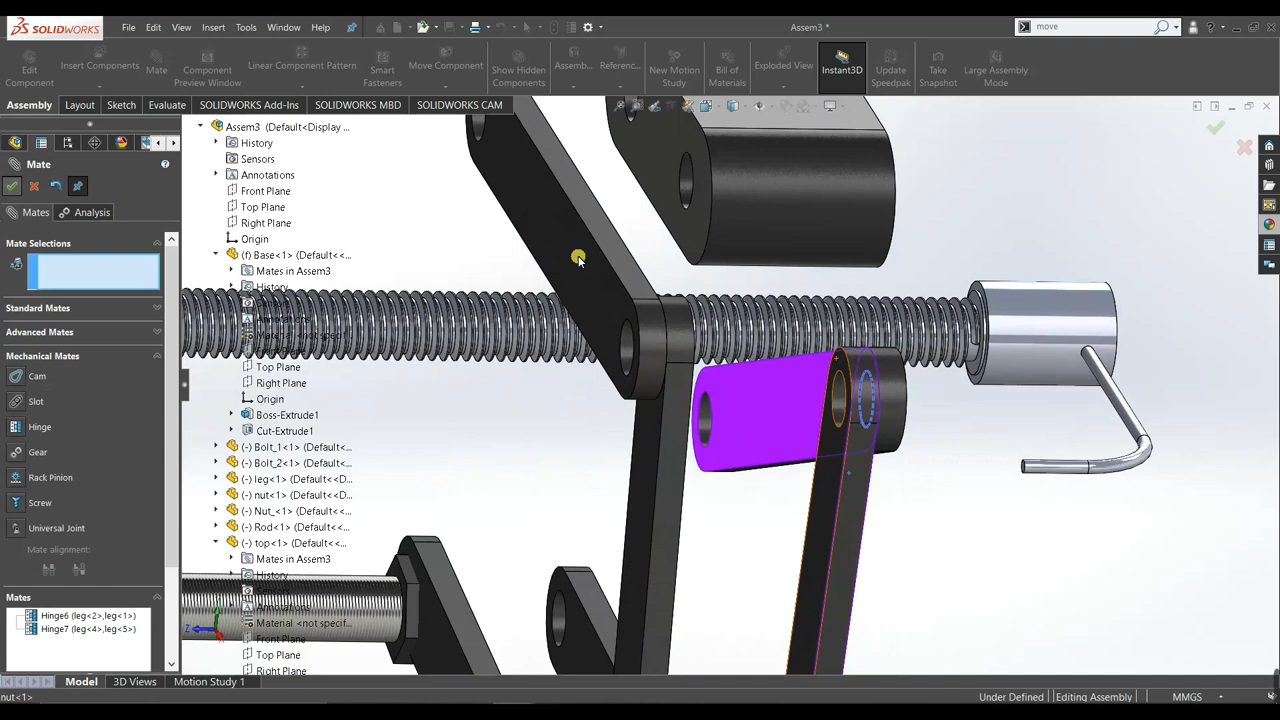 SOLIDWORKS
File Edit View Insert Tools Window Help
Assem3 *
move
Edit Component
Insert Components
Mate
Component Preview Window
Linear Component Pattern
Smart Fasteners
Move Component
Show Hidden Components
Assemb...
Referenc...
New Motion Study
Bill of Materials
Exploded View
Instant3D
Update Speedpak
Take Snapshot
Large Assembly Mode
Assembly Layout Sketch Evaluate SOLIDWORKS Add-Ins SOLIDWORKS MBD SOLIDWORKS CAM
Mate
Mates Analysis
Mate Selections
Standard Mates
Advanced Mates
Mechanical Mates
Cam
Slot
Hinge
Gear
Rack Pinion
Screw
Universal Joint
Mate alignment:
Mates
Hinge6 (leg<2>,leg<1>)
Hinge7 (leg<4>,leg<5>)
Assem3 (Default<Display ...
History
Sensors
Annotations
Front Plane
Top Plane
Right Plane
Origin
(f) Base<1> (Default<<...
Mates in Assem3
History
Top Plane
Right Plane
Origin
Boss-Extrude1
Cut-Extrude1
(-) Bolt_1<1> (Default<...
(-) Bolt_2<1> (Default<...
(-) leg<1> (Default<<D...
(-) nut<1> (Default<<D...
(-) Nut_<1> (Default<<...
(-) Rod<1> (Default<<...
(-) top<1> (Default<<...
Mates in Assem3
History
Material <not specif...
Front Plane
Top Plane
Right Plane
Z
Model 3D Views Motion Study 1
nut<1>
Under Defined Editing Assembly MMGS